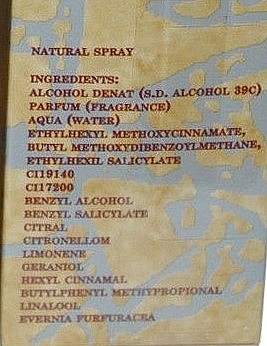 NATURAL SPRAY
INGREDIENTS:
ALCOHOL DENAT (S.D. ALCOHOL 39C)
PARFUM (FRAGRANCE)
AQUA (WATER)
ETHYLHEXYL METHOXYCINNAMATE,
BUTYL METHOXYDIBENZOYLMETHANE,
ETHYLHEXIL SALICYLATE
CI19140
CI17200
BENZYL ALCOHOL
BENZYL SALICYLATE
CITRAL
CITRONELLOM
LIMONENE
GERANIOL
HEXYL CINNAMAL
BUTYLPHENYL METHYPROPIONAL
LINALOOL
EVERNIA FURFURACEA